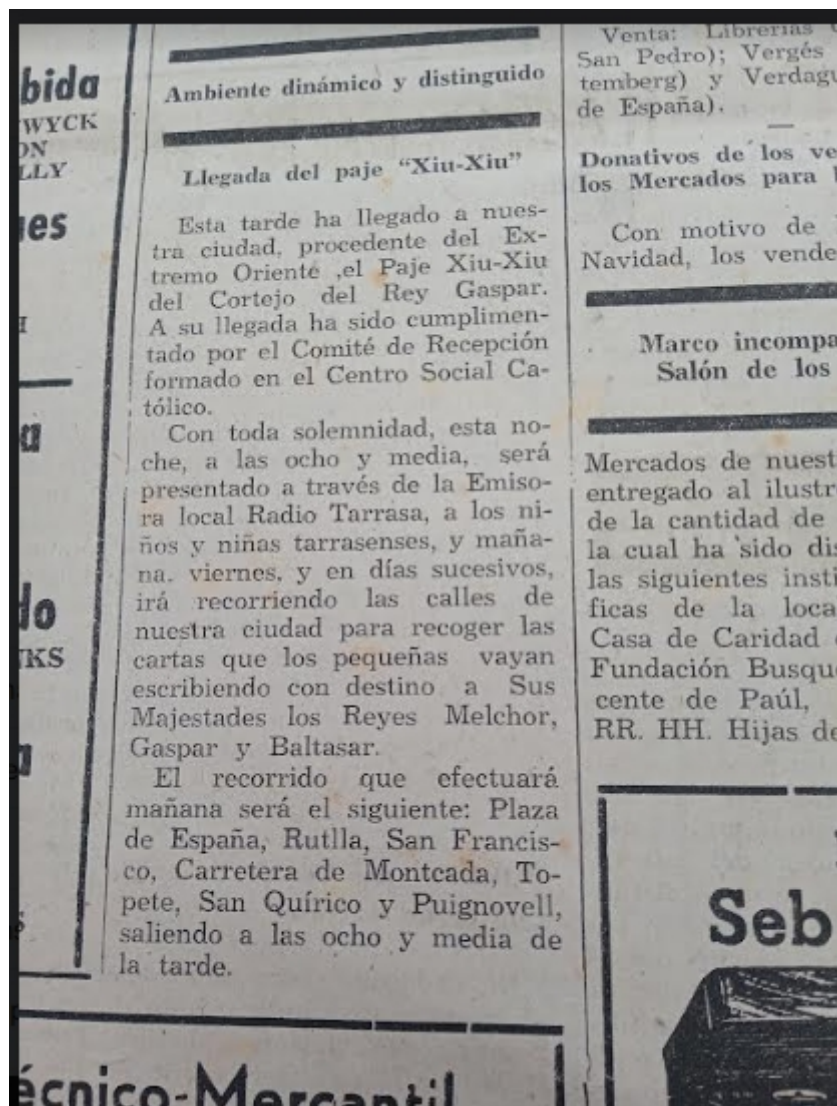 bida
WYCK
ON
LLY
ues
H
a
do
NKS
a
s
Ambiente dinámico y distinguido
Llegada del paje "Xiu-Xiu"
Esta tarde ha llegado a nues-
tra ciudad, procedente del Ex-
tremo Oriente ,el Paje Xiu-Xiu
del Cortejo del Rey Gaspar.
A su llegada ha sido cumplimen-
tado por el Comité de Recepción
formado en el Centro Social Ca-
tólico.
Con toda solemnidad, esta no-
che, a las ocho y media, será
presentado a través de la Emiso-
ra local Radio Tarrasa, a los ni-
ños y niñas tarrasenses, y maña-
na. viernes, y en días sucesivos,
irá recorriendo las calles de
nuestra ciudad para recoger las
cartas que los pequeñas vayan
escribiendo con destino a Sus
Majestades los Reyes Melchor,
Gaspar y Baltasar.
El recorrido que efectuará
mañana será el siguiente: Plaza
de España, Rutlla, San Francis-
co, Carretera de Montcada, To-
pete, San Quírico y Puignovell,
saliendo a las ocho y media de
la tarde.
écnico-Mercantil
Venta: Librerías
San Pedro); Vergés
temberg) y Verdagu
de España).
Donativos de los ve
los Mercados para
Con motivo de
Navidad, los vende
Marco incompa
Salón de los
Mercados de nuest
entregado al ilustr
de la cantidad de
la cual ha sido dis
las siguientes insti
ficas de la loca
Casa de Caridad
Fundación Busque
cente de Paúl,
RR. HH. Hijas de
Seb